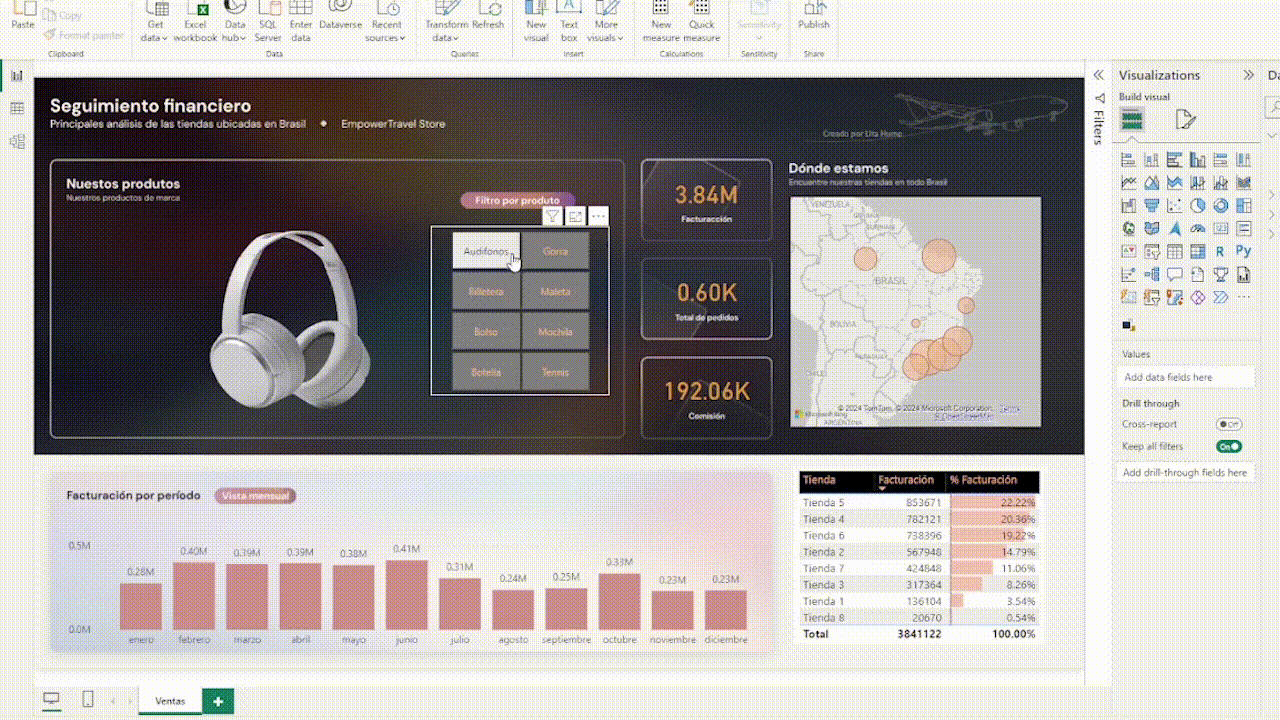 Paste
Copy
Format painter
Clipboard
Get data
Excel workbook
Data hub
SQL Server
Enter data
Dataverse
Recent sources
Data
Transform data
Refresh
Queries
New visual
Text box
More visuals
Insert
New measure
Quick measure
Calculations
Sensitivity
Sensitivity
Publish
Share
Seguimiento financiero
Principales análisis de las tiendas ubicadas en Brasil • EmpowerTravel Store
Nuestos produtos
Nuestros productos de marca
Filtro por produto
Audífonos
Gorra
Billetera
Maleta
Bolso
Mochila
Botella
Tennis
3.84M
Facturacción
0.60K
Total de pedidos
192.06K
Comisión
Dónde estamos
Encuentre nuestras tiendas en todo Brasil
VENEZUELA
BRASIL
BOLIVIA
PARAGUAY
CHILE
ARGENTINA
Microsoft Bing
© 2024 TomTom, © 2024 Microsoft Corporation, Terms
© OpenStreetMap
Facturación por período
Vista mensual
0.5M
0.0M
0.28M
0.40M
0.39M
0.39M
0.38M
0.41M
0.31M
0.24M
0.25M
0.33M
0.23M
0.23M
enero
febrero
marzo
abril
mayo
junio
julio
agosto
septiembre
octubre
noviembre
diciembre
Tienda Facturación % Facturación
Tienda 5 853671 22.22%
Tienda 4 782121 20.36%
Tienda 6 738396 19.22%
Tienda 2 567948 14.79%
Tienda 7 424848 11.06%
Tienda 3 317364 8.26%
Tienda 1 136104 3.54%
Tienda 8 20670 0.54%
Total 3841122 100.00%
Filters
Visualizations
Build visual
R
Py
Values
Add data fields here
Drill through
Cross-report
Off
Keep all filters
On
Add drill-through fields here
Ventas